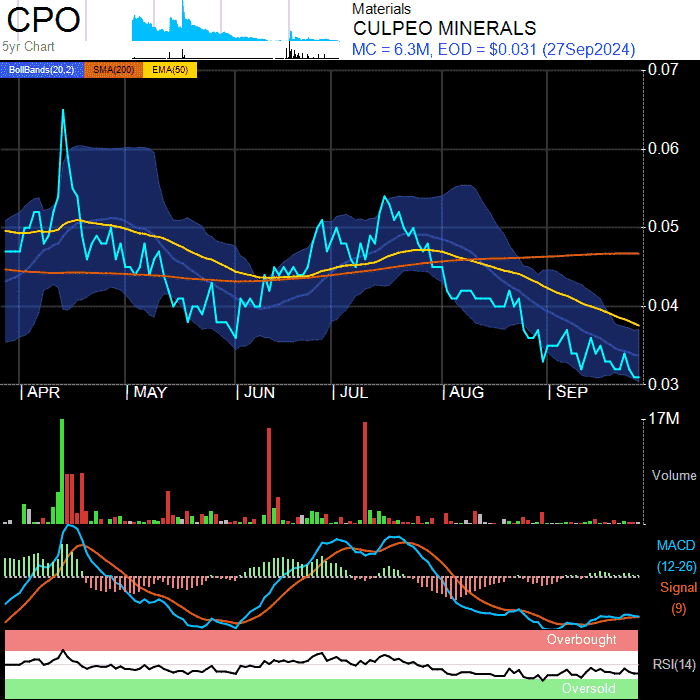 CPO
5yr Chart
Materials
CULPEO MINERALS
MC = 6.3M, EOD = $0.031 (27Sep2024)
BollBands(20,2) SMA(200) EMA(50)
0.07
0.06
0.05
0.04
0.03
APR MAY JUN JUL AUG SEP
17M
Volume
MACD
(12-26)
Signal
(9)
Overbought
RSI(14)
Oversold